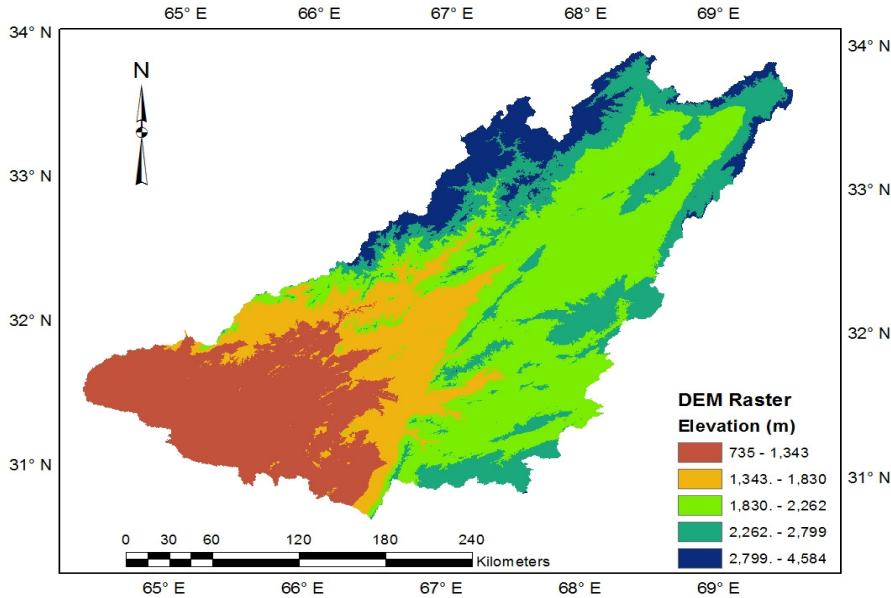 65° E 66° E 67° E 68° E 69° E
34° N 34° N
N
33° N 33° N
32° N 32° N
DEM Raster
Elevation (m)
31° N 31° N
735 - 1,343
1,343. - 1,830
1,830. - 2,262
2,262. - 2,799
2,799. - 4,584
0 30 60 120 180 240
Kilometers
65° E 66° E 67° E 68° E 69° E